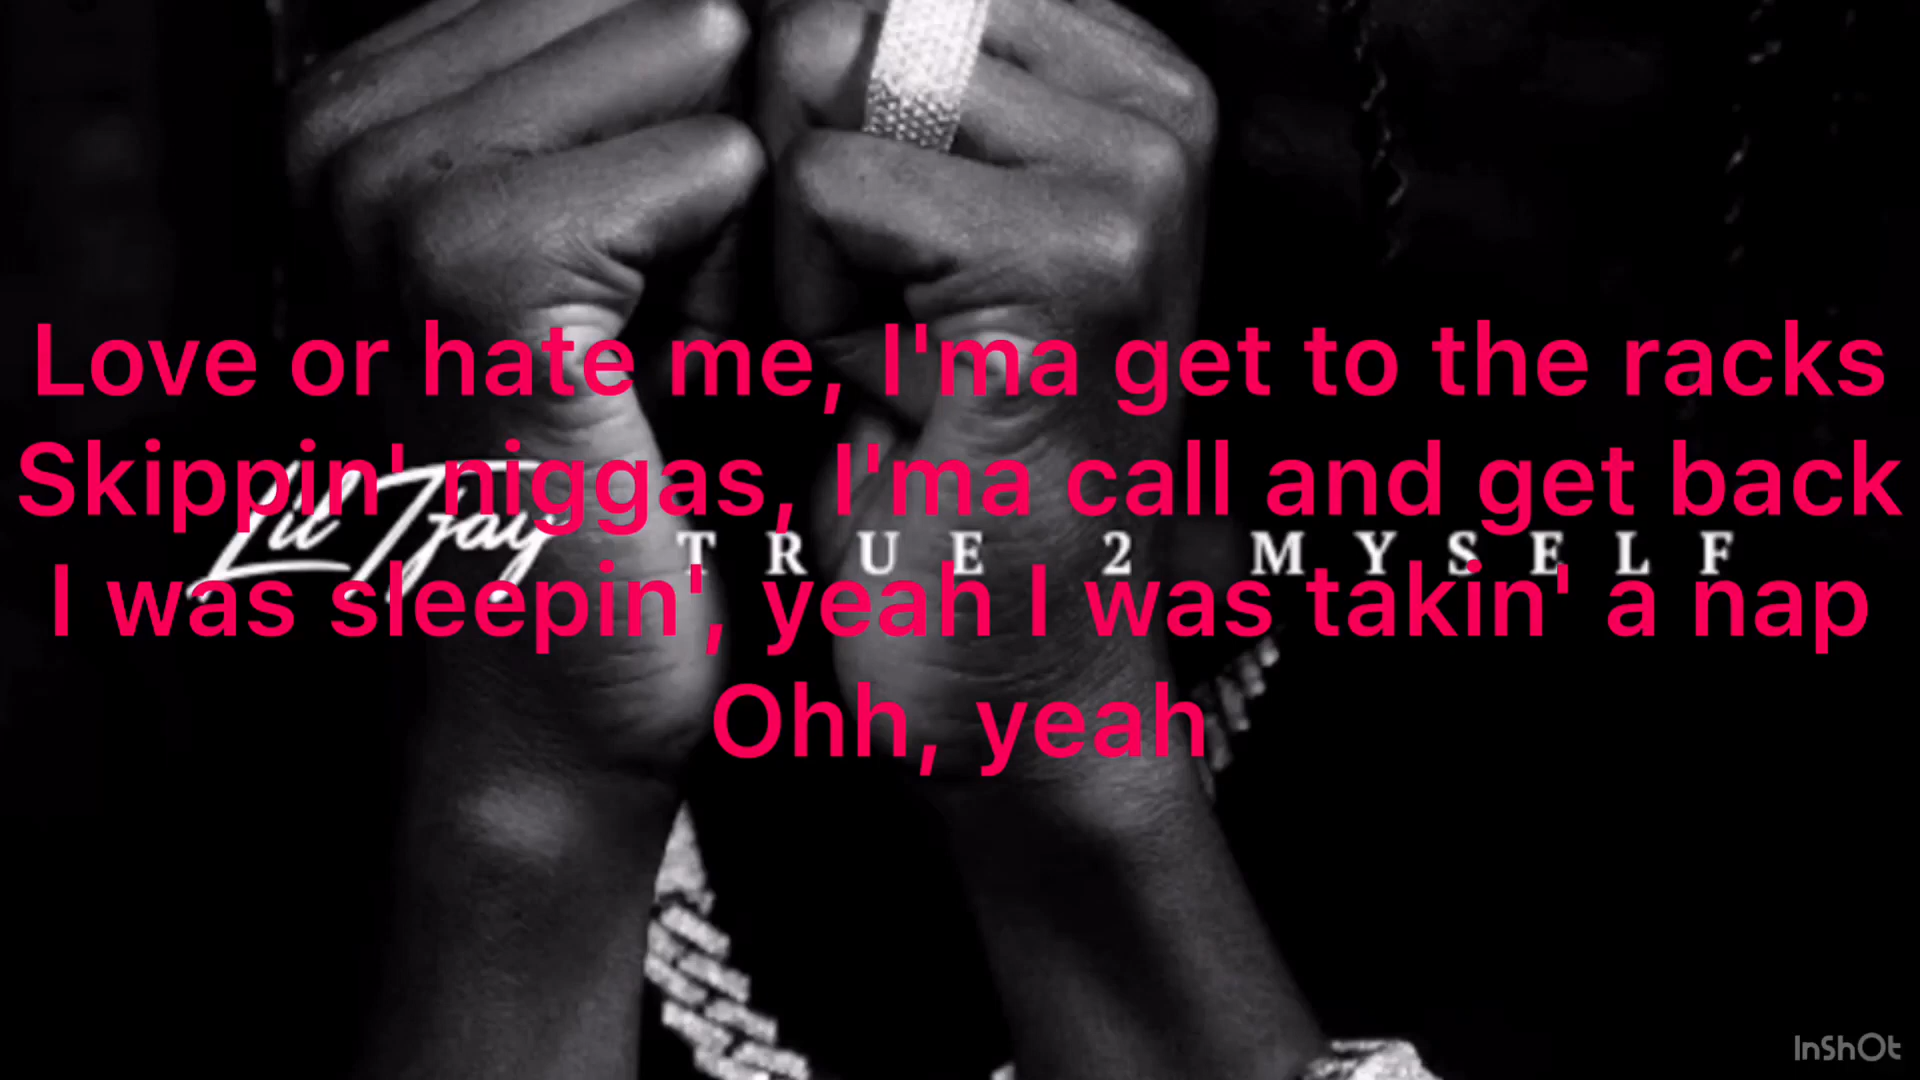 Love or hate me, I'ma get to the racks
Skippin' niggas, I'ma call and get back
Lil Tjay TRUE 2 MYSELF
I was sleepin', yeah I was takin' a nap
Ohh, yeah
InShOt